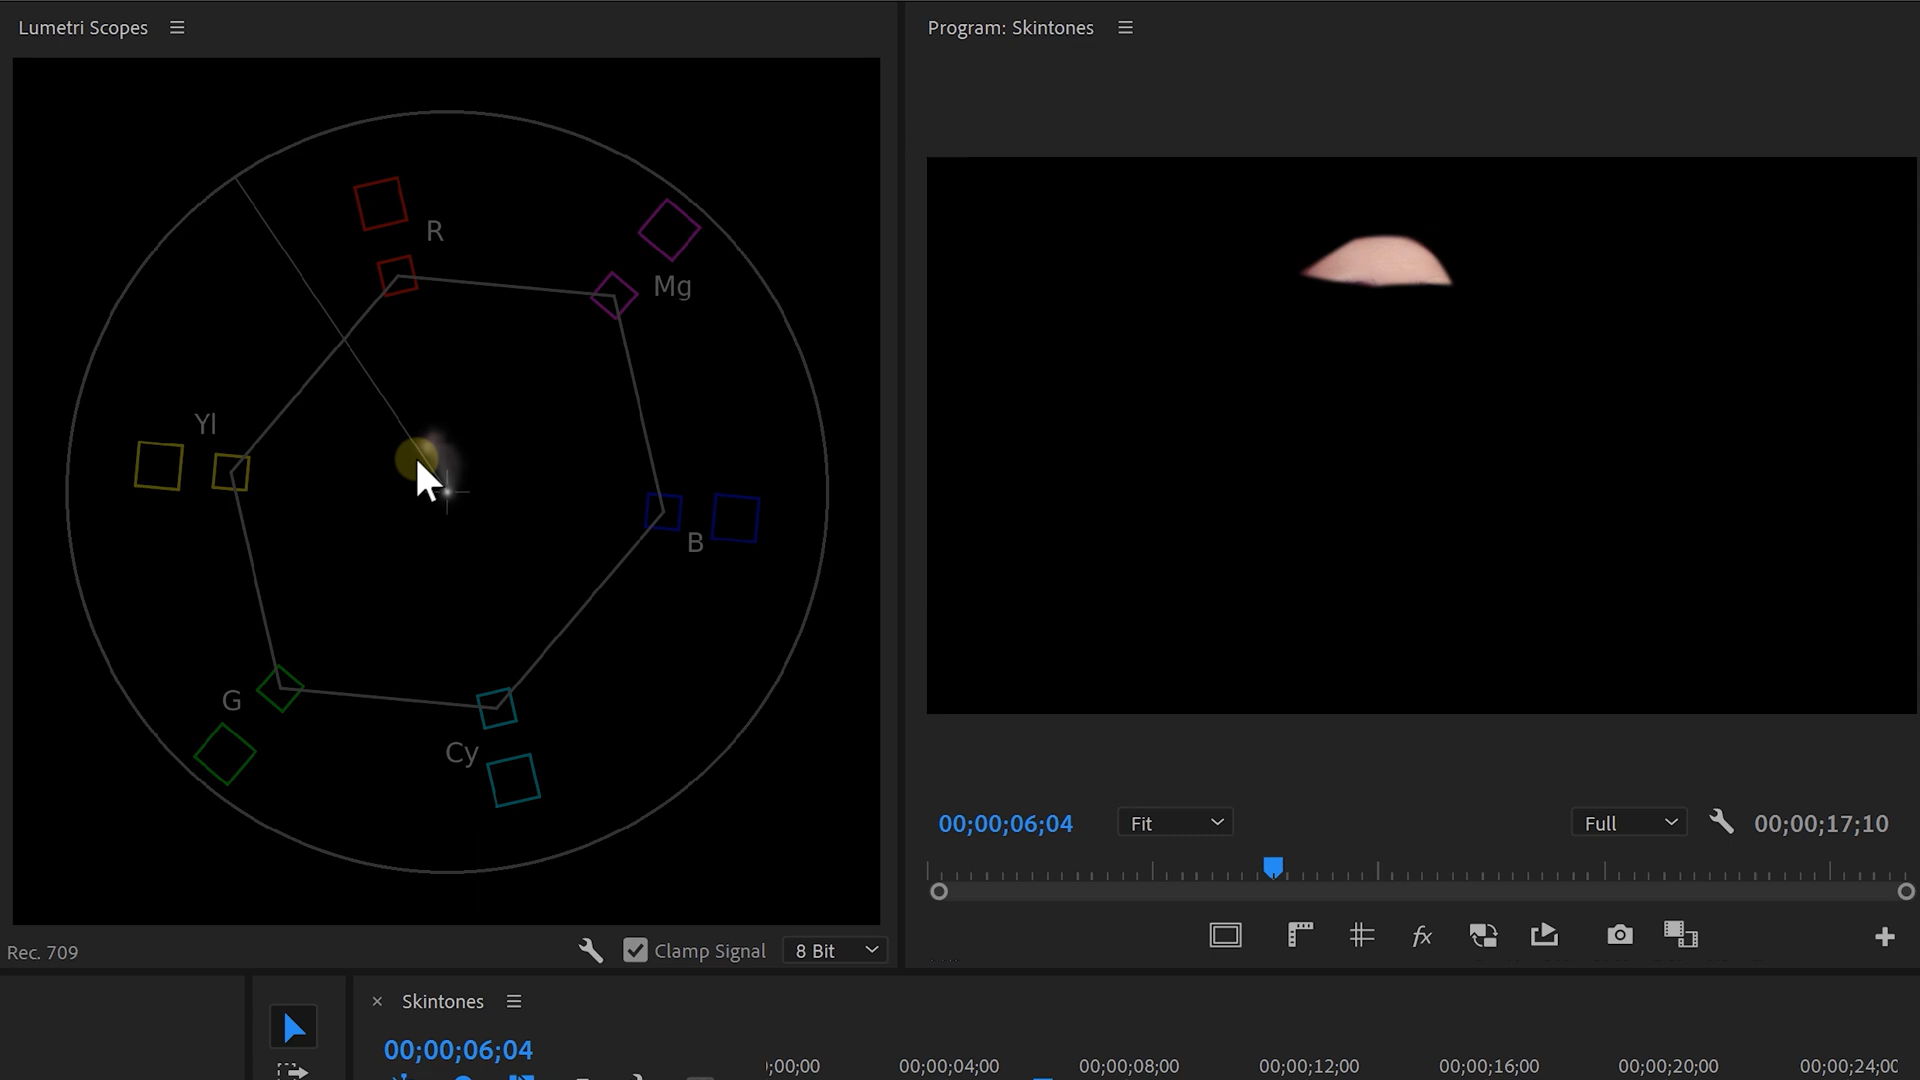 Lumetri Scopes
Program: Skintones
R
Mg
Yl
B
G
Cy
00;00;06;04
Fit
Full
00;00;17;10
fx
Rec. 709
Clamp Signal
8 Bit
Skintones
00;00;06;04
;00;00 00;00;04;00 00;00;08;00 00;00;12;00 00;00;16;00 00;00;20;00 00;00;24;00